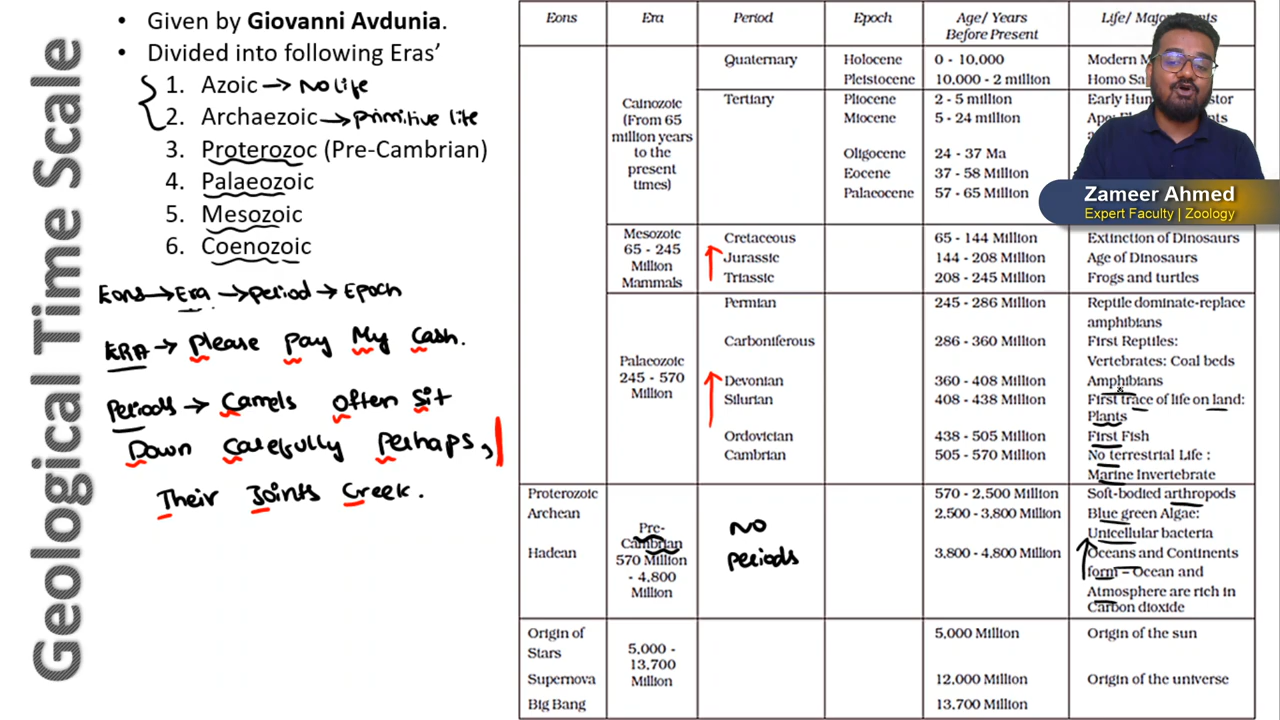 Geological Time Scale
• Given by Giovanni Avdunia.
• Divided into following Eras’
1. Azoic → No life
2. Archaezoic → primitive life
3. Proterozoc (Pre-Cambrian)
4. Palaeozoic
5. Mesozoic
6. Coenozoic
Eons → Era → Period → Epoch
ERA → Please Pay My Cash.
Periods → Camels often Sit
Down Carefully Perhaps,
Their Joints Creek.
Eons Era Period Epoch Age/ Years Before Present Life/ Major
Cainozoic (From 65 million years to the present times)
Quaternary Holocene 0 - 10,000 Modern
Pleistocene 10,000 - 2 million Homo
Tertiary Pliocene 2 - 5 million Early
Miocene 5 - 24 million
Oligocene 24 - 37 Ma
Eocene 37 - 58 Million
Palaeocene 57 - 65 Million
Zameer Ahmed
Expert Faculty | Zoology
Mesozoic 65 - 245 Million Mammals
Cretaceous 65 - 144 Million Extinction of Dinosaurs
Jurassic 144 - 208 Million Age of Dinosaurs
Triassic 208 - 245 Million Frogs and turtles
Palaeozoic 245 - 570 Million
Permian 245 - 286 Million Reptile dominate-replace amphibians
Carboniferous 286 - 360 Million First Reptiles: Vertebrates: Coal beds
Devonian 360 - 408 Million Amphibians
Silurian 408 - 438 Million First trace of life on land: Plants
Ordovician 438 - 505 Million First Fish
Cambrian 505 - 570 Million No terrestrial Life : Marine Invertebrate
Pre-Cambrian 570 Million - 4,800 Million
No periods
Proterozoic 570 - 2,500 Million Soft-bodied arthropods
Archean 2,500 - 3,800 Million Blue green Algae: Unicellular bacteria
Hadean 3,800 - 4,800 Million Oceans and Continents form – Ocean and Atmosphere are rich in Carbon dioxide
5,000 - 13,700 Million
Origin of Stars 5,000 Million Origin of the sun
Supernova 12,000 Million Origin of the universe
Big Bang 13,700 Million